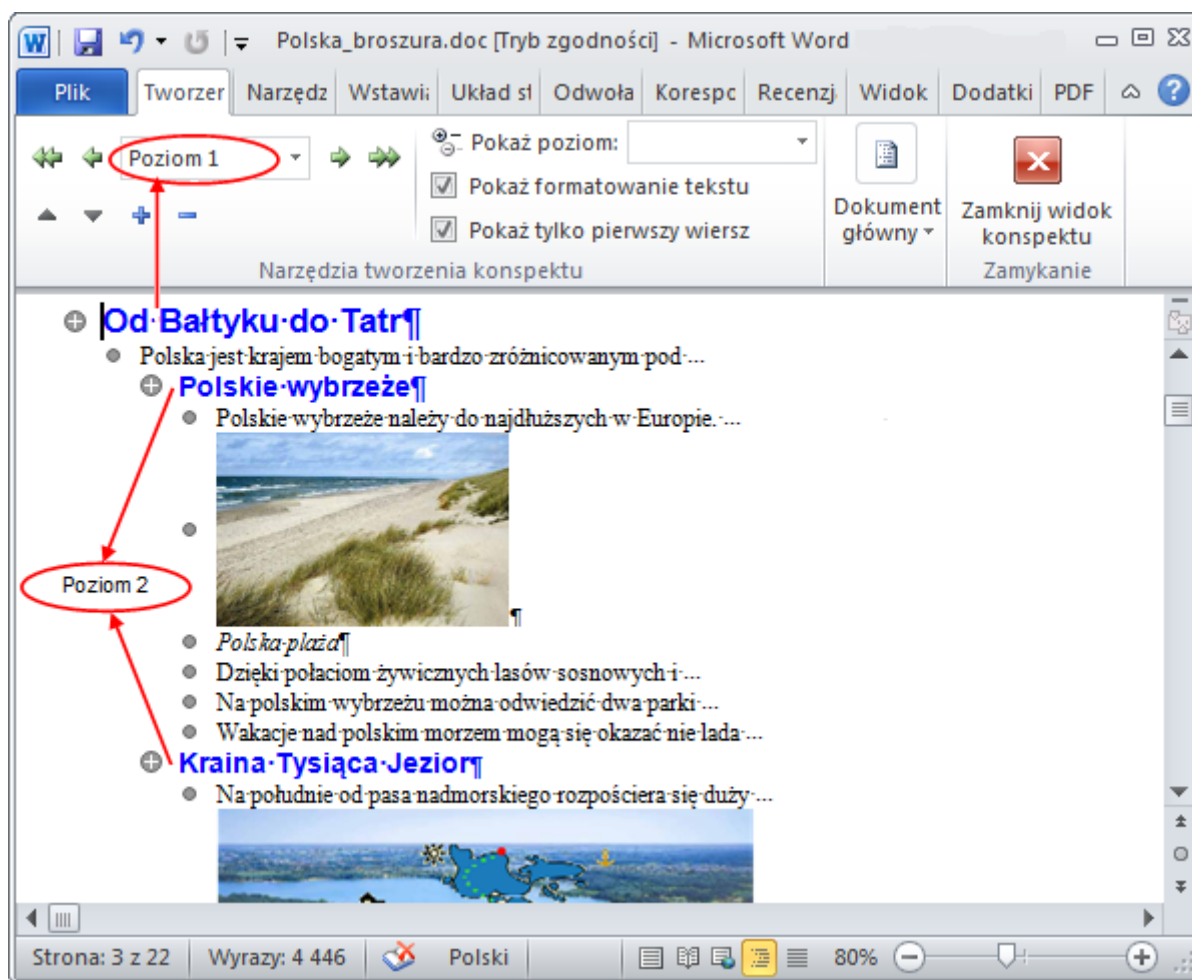 Polska_broszura.doc [Tryb zgodności] - Microsoft Word
Plik Tworzer Narzędz Wstawia Układ st Odwoła Korespc Recenzj Widok Dodatki PDF
Poziom 1
Pokaż poziom:
Pokaż formatowanie tekstu
Pokaż tylko pierwszy wiersz
Narzędzia tworzenia konspektu
Dokument
główny
Zamknij widok
konspektu
Zamykanie
Od·Bałtyku·do·Tatr¶
Polska·jest·krajem·bogatym·i·bardzo·zróżnicowanym·pod·...
Polskie·wybrzeże¶
Polskie·wybrzeże·należy·do·najdłuższych·w·Europie.·...
¶
Poziom 2
Polska·plaża¶
Dzięki·połaciom·żywicznych·lasów·sosnowych·i·...
Na·polskim·wybrzeżu·można·odwiedzić·dwa·parki·...
Wakacje·nad·polskim·morzem·mogą·się·okazać·nie·lada·...
Kraina·Tysiąca·Jezior¶
Na·południe·od·pasa·nadmorskiego·rozpościera·się·duży·...
Strona: 3 z 22 Wyrazy: 4 446 Polski 80%